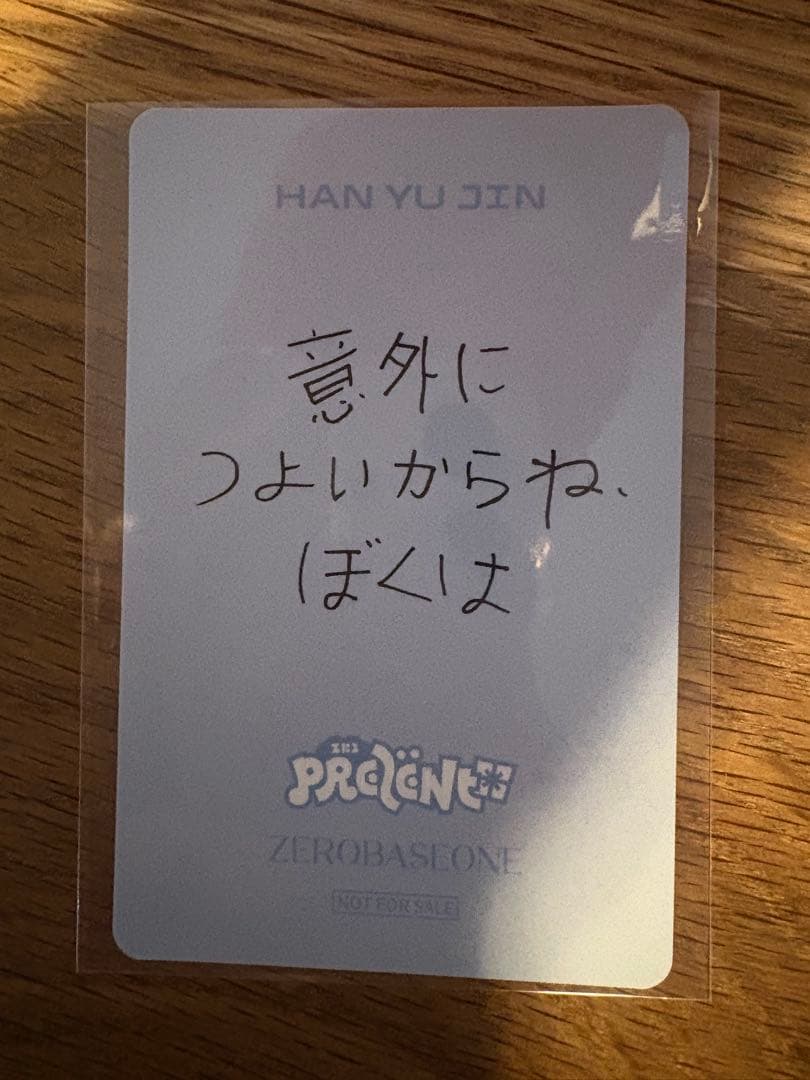 HAN YU JIN
意外に
つよいからね、
ぼくは
ZB1
PRESENT
ZEROBASEONE
NOT FOR SALE